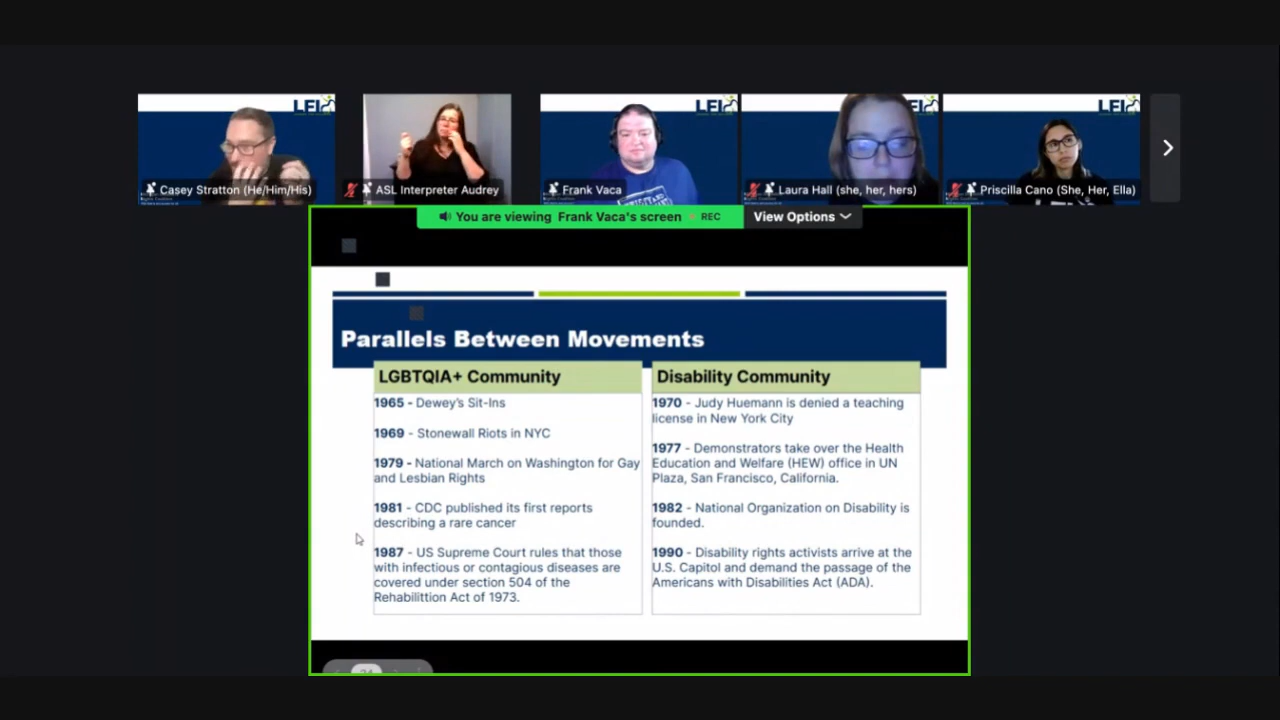 LFI
LFI
LFI
LFI
Casey Stratton (He/Him/His)
ASL Interpreter Audrey
Frank Vaca
Laura Hall (she, her, hers)
Priscilla Cano (She, Her, Ella)
You are viewing Frank Vaca's screen
REC
View Options
Parallels Between Movements
LGBTQIA+ Community
1965 - Dewey's Sit-Ins
1969 - Stonewall Riots in NYC
1979 - National March on Washington for Gay
and Lesbian Rights
1981 - CDC published its first reports
describing a rare cancer
1987 - US Supreme Court rules that those
with infectious or contagious diseases are
covered under section 504 of the
Rehabilittion Act of 1973.
Disability Community
1970 - Judy Huemann is denied a teaching
license in New York City
1977 - Demonstrators take over the Health
Education and Welfare (HEW) office in UN
Plaza, San Francisco, California.
1982 - National Organization on Disability is
founded.
1990 - Disability rights activists arrive at the
U.S. Capitol and demand the passage of the
Americans with Disabilities Act (ADA).